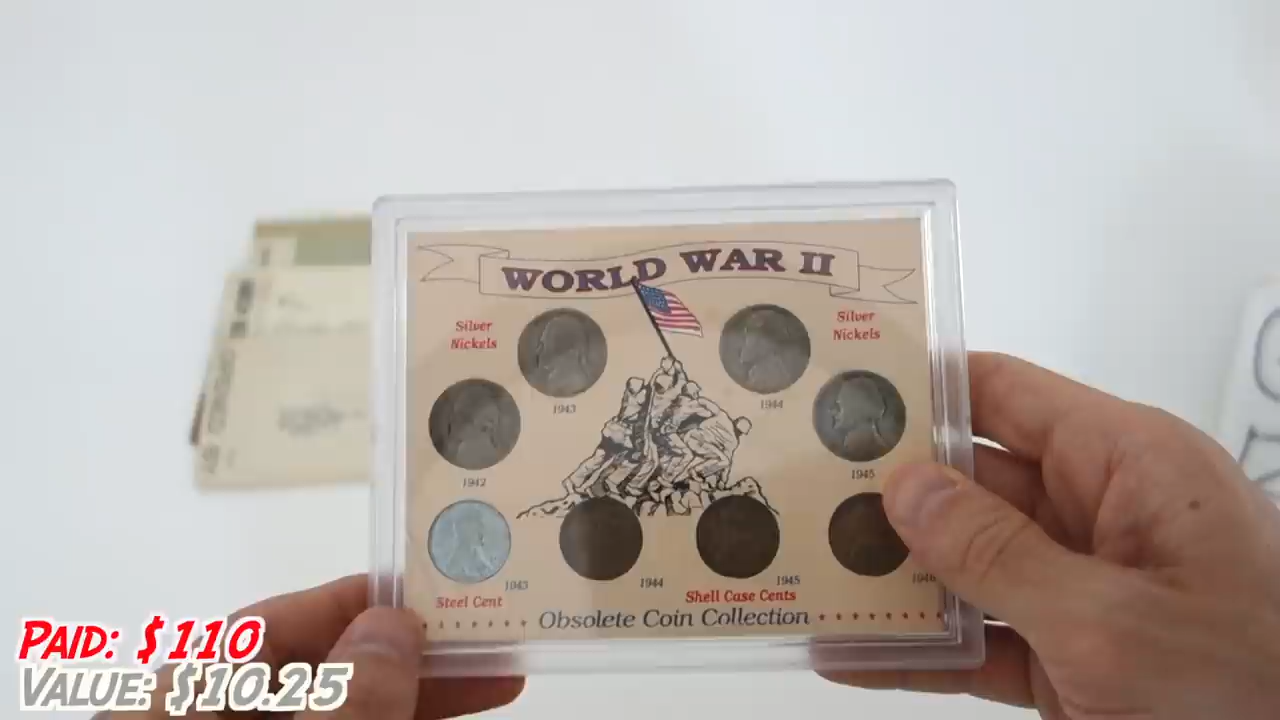 WORLD WAR II
Silver
Nickels
Silver
Nickels
1943
1944
1942
1945
1943
1944
1945
1946
Steel Cent
Shell Case Cents
Obsolete Coin Collection
PAID: $110
VALUE: $10.25